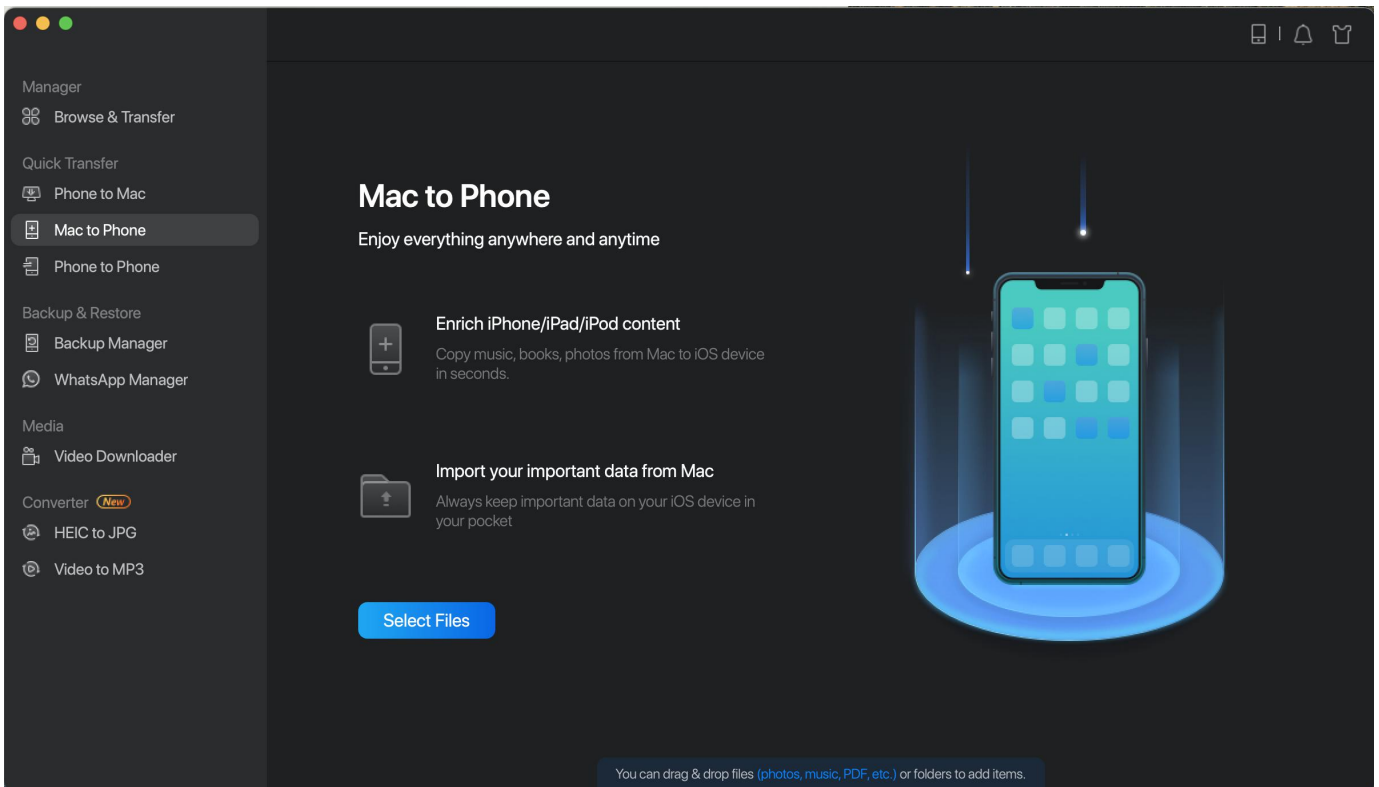 Manager
Browse & Transfer
Quick Transfer
Phone to Mac
Mac to Phone
Phone to Phone
Backup & Restore
Backup Manager
WhatsApp Manager
Media
Video Downloader
Converter New
HEIC to JPG
Video to MP3
Mac to Phone
Enjoy everything anywhere and anytime
Enrich iPhone/iPad/iPod content
Copy music, books, photos from Mac to iOS device
in seconds.
Import your important data from Mac
Always keep important data on your iOS device in
your pocket
Select Files
You can drag & drop files (photos, music, PDF, etc.) or folders to add items.